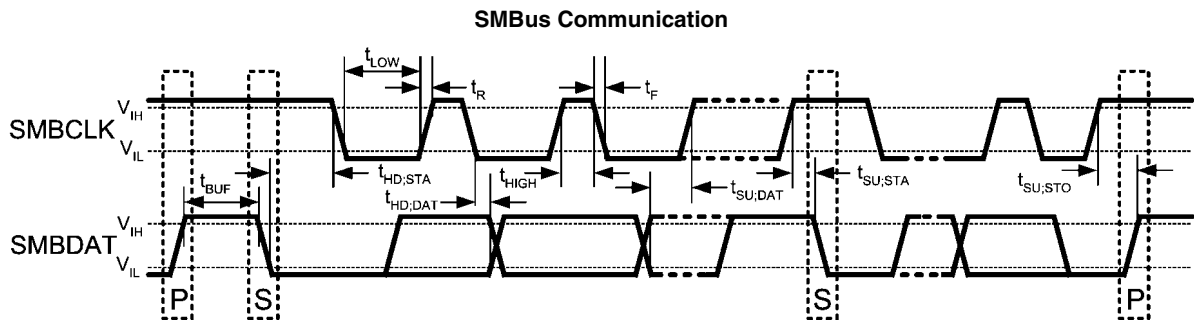 SMBus Communication
tLOW
tR
tF
VIH
SMBCLK
VIL
tBUF
tHD;STA
tHIGH
tSU;DAT
tSU;STA
tSU;STO
tHD;DAT
VIH
SMBDAT
VIL
P
S
S
P